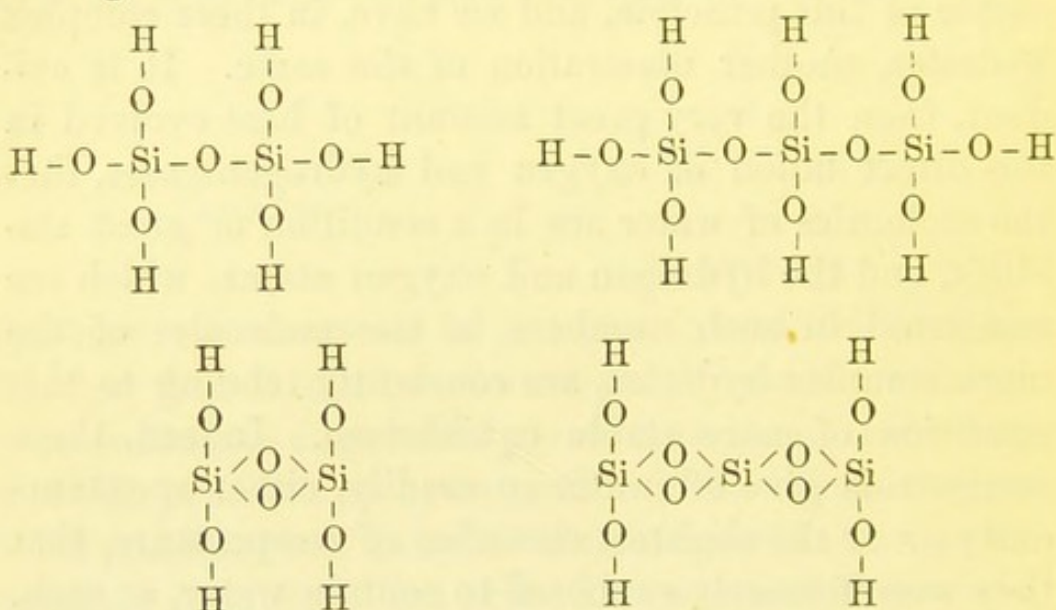 H H H H H
O O O O O
H–O–Si–O–Si–O–H H–O–Si–O–Si–O–Si–O–H
O O O O O
H H H H H
H H H H
O O O O
Si O Si Si O Si O Si
O O O
O O O O
H H H H